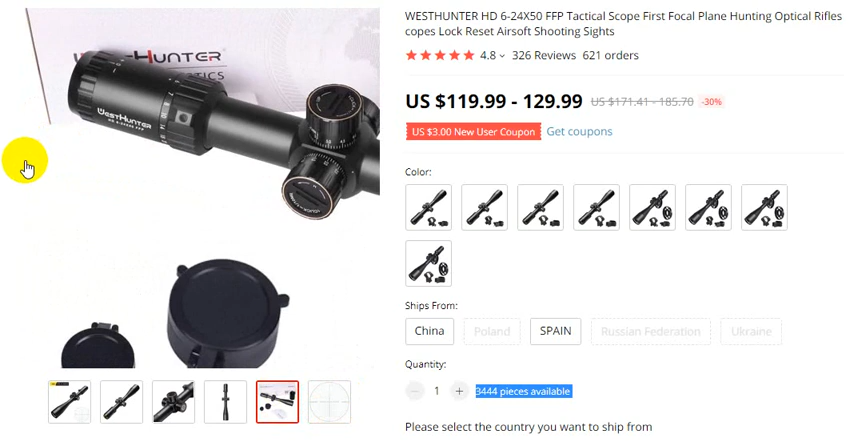 WESTHUNTER HD 6-24X50 FFP Tactical Scope First Focal Plane Hunting Optical Rifles
copes Lock Reset Airsoft Shooting Sights
4.8 326 Reviews 621 orders
US $119.99 - 129.99 US $171.41 - 185.70 -30%
US $3.00 New User Coupon Get coupons
Color:
Ships From:
China Poland SPAIN Russian Federation Ukraine
Quantity:
1 3444 pieces available
Please select the country you want to ship from
WESTHUNTER